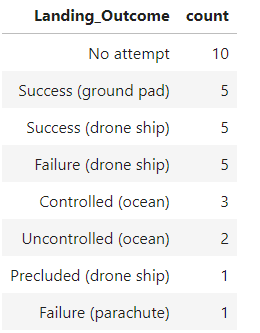 Landing_Outcome count
No attempt 10
Success (ground pad) 5
Success (drone ship) 5
Failure (drone ship) 5
Controlled (ocean) 3
Uncontrolled (ocean) 2
Precluded (drone ship) 1
Failure (parachute) 1